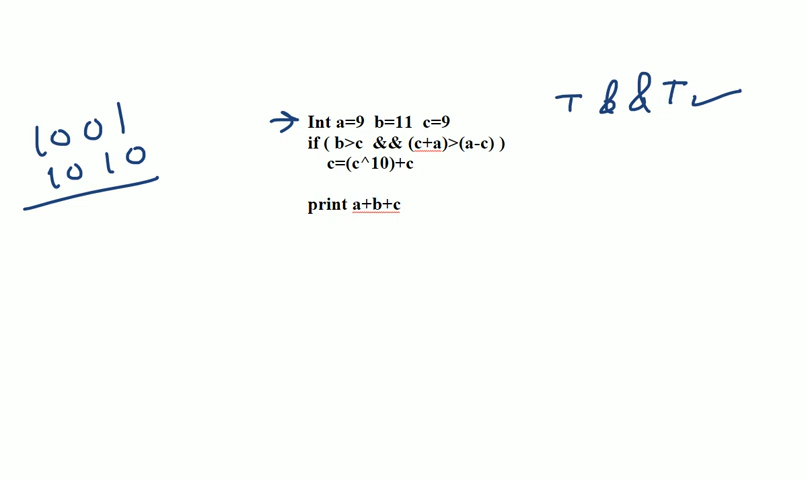 T && T
1001
1010
Int a=9 b=11 c=9
if ( b>c && (c+a)>(a-c) )
c=(c^10)+c
print a+b+c